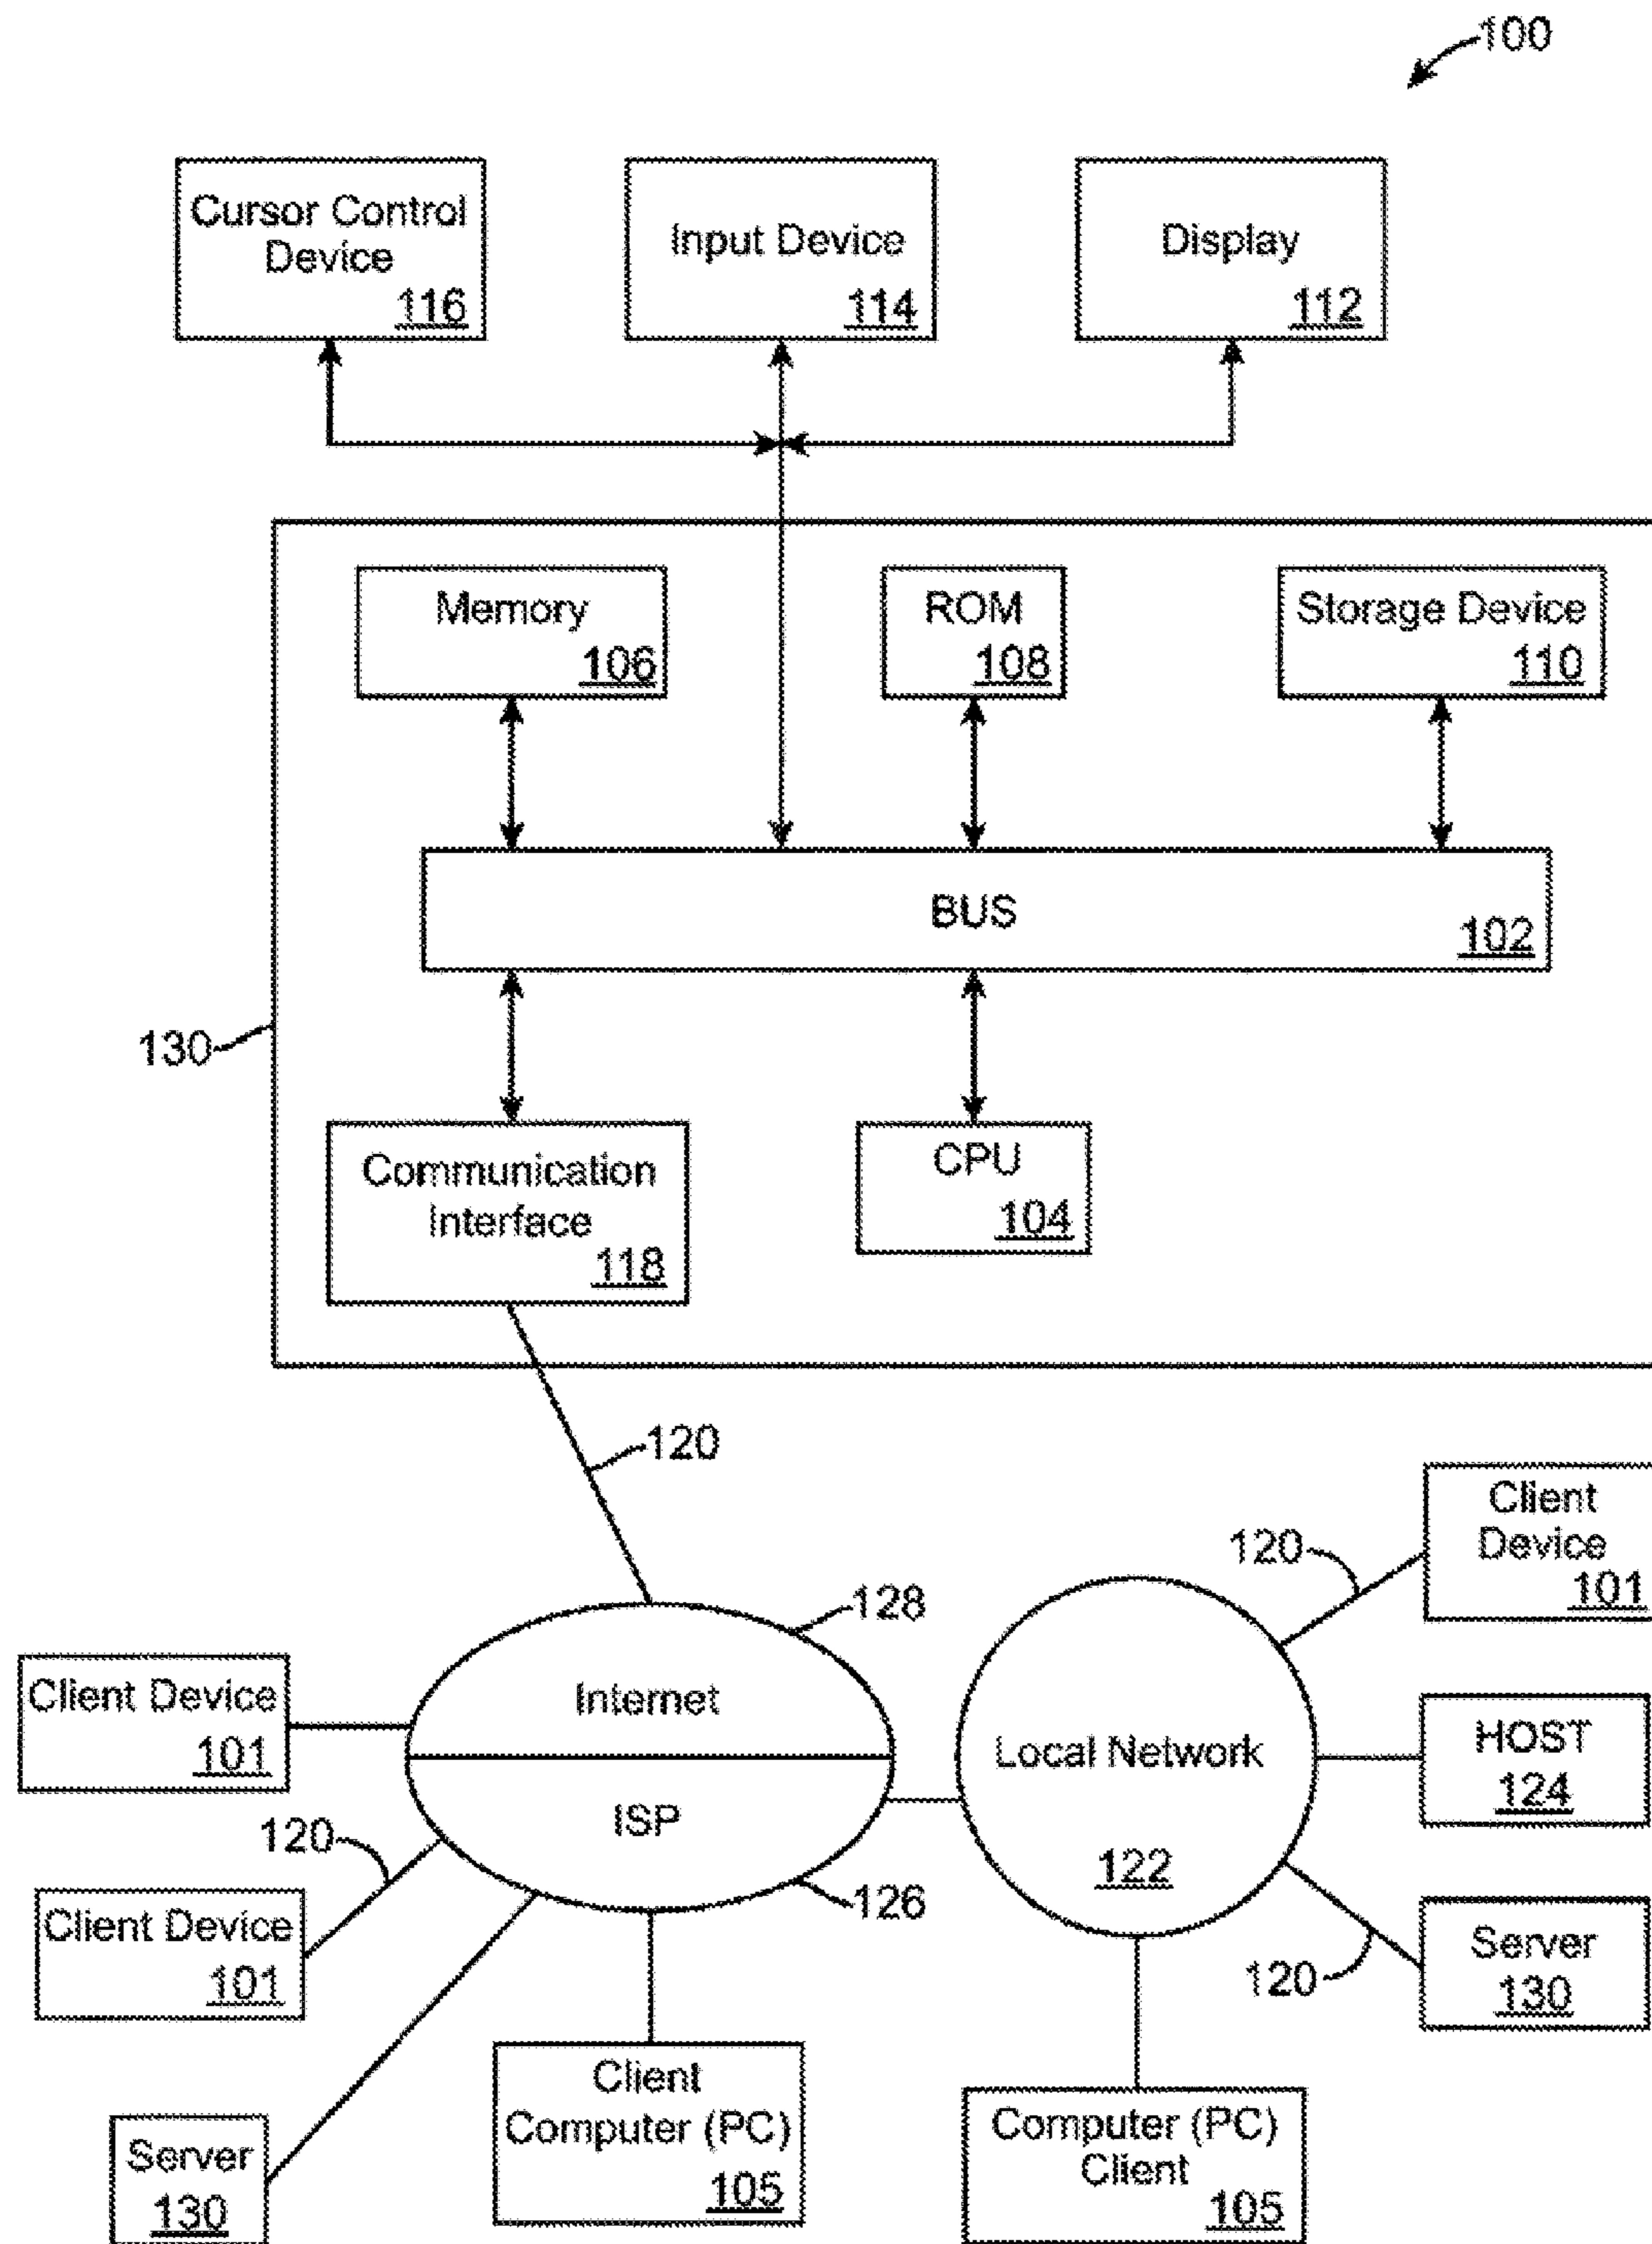 100
Cursor Control
Device
116
Input Device
114
Display
112
Memory
106
ROM
108
Storage Device
110
BUS
102
130
Communication
Interface
118
CPU
104
120
Client
Device
101
120
128
Internet
Client Device
101
Local Network
122
HOST
124
ISP
120
126
Client Device
101
Server
130
120
Client
Computer (PC)
105
Computer (PC)
Client
105
Server
130